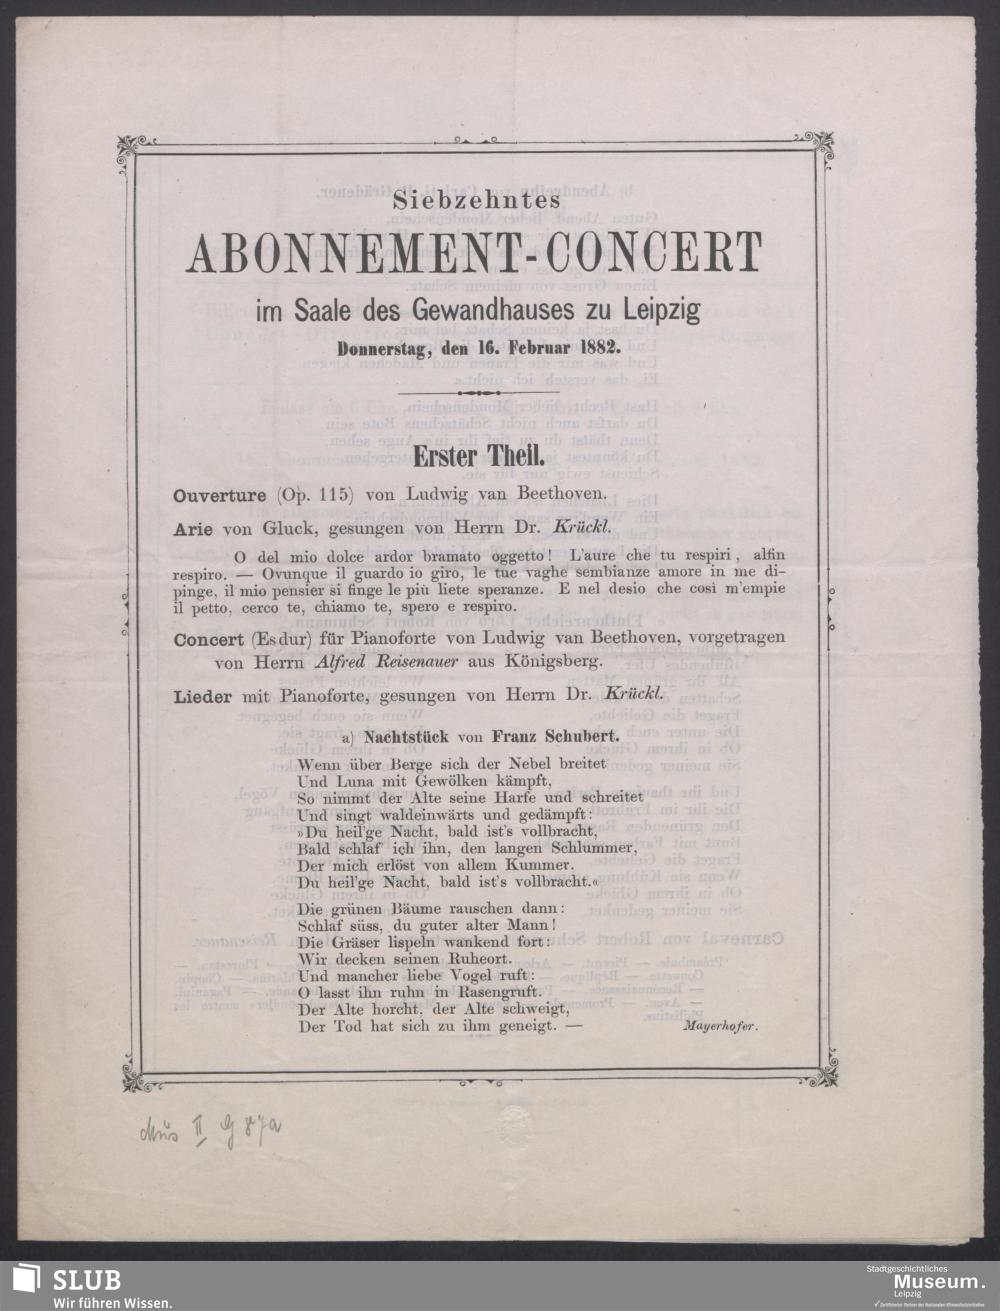 Siebzehntes
ABONNEMENT-CONCERT
im Saale des Gewandhauses zu Leipzig
Donnerstag, den 16. Februar 1882.
Erster Theil.
Ouverture (Op. 115) von Ludwig van Beethoven.
Arie von Gluck, gesungen von Herrn Dr. Krückl.
O del mio dolce ardor bramato oggetto! L'aure che tu respiri, alfin
respiro. — Ovunque il guardo io giro, le tue vaghe sembianze amore in me di-
pinge, il mio pensier si finge le più liete speranze. E nel desio che così m'empie
il petto, cerco te, chiamo te, spero e respiro.
Concert (Es dur) für Pianoforte von Ludwig van Beethoven, vorgetragen
von Herrn Alfred Reisenauer aus Königsberg.
Lieder mit Pianoforte, gesungen von Herrn Dr. Krückl.
a) Nachtstück von Franz Schubert.
Wenn über Berge sich der Nebel breitet
Und Luna mit Gewölken kämpft,
So nimmt der Alte seine Harfe und schreitet
Und singt waldeinwärts und gedämpft:
»Du heil'ge Nacht, bald ist's vollbracht,
Bald schlaf' ich ihn, den langen Schlummer,
Der mich erlöst von allem Kummer.
Du heil'ge Nacht, bald ist's vollbracht.«
Die grünen Bäume rauschen dann:
Schlaf süss, du guter alter Mann!
Die Gräser lispeln wankend fort:
Wir decken seinen Ruheort.
Und mancher liebe Vogel ruft:
O lasst ihn ruhn in Rasengruft.
Der Alte horcht, der Alte schweigt,
Der Tod hat sich zu ihm geneigt. — Mayerhofer.
Mus II G 87a
SLUB
Wir führen Wissen.
Stadtgeschichtliches
Museum.
Leipzig
Zertifizierter Partner der Nationalen Klimaschutzinitiative